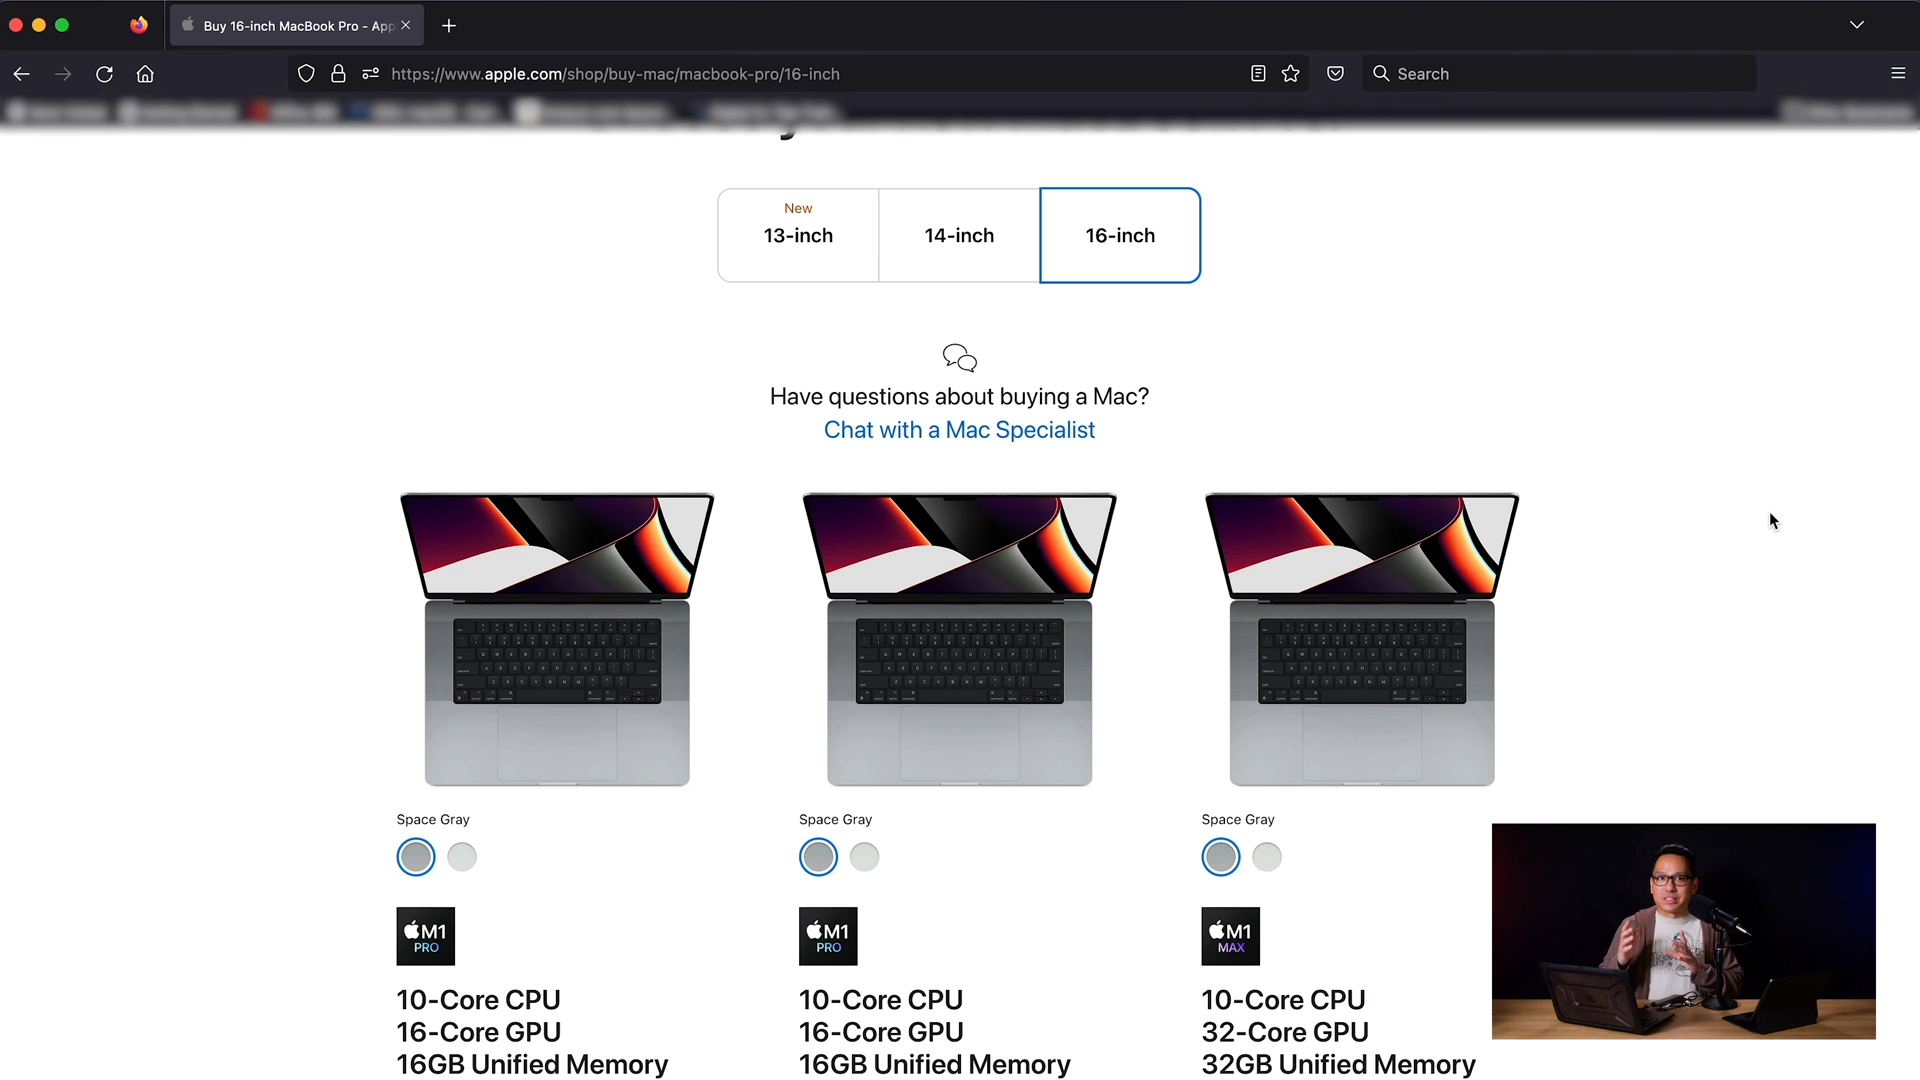 Buy 16-inch MacBook Pro - App
https://www.apple.com/shop/buy-mac/macbook-pro/16-inch
Search
New
13-inch
14-inch
16-inch
Have questions about buying a Mac?
Chat with a Mac Specialist
Space Gray
Space Gray
Space Gray
M1
PRO
M1
PRO
M1
MAX
10-Core CPU
16-Core GPU
16GB Unified Memory
10-Core CPU
16-Core GPU
16GB Unified Memory
10-Core CPU
32-Core GPU
32GB Unified Memory